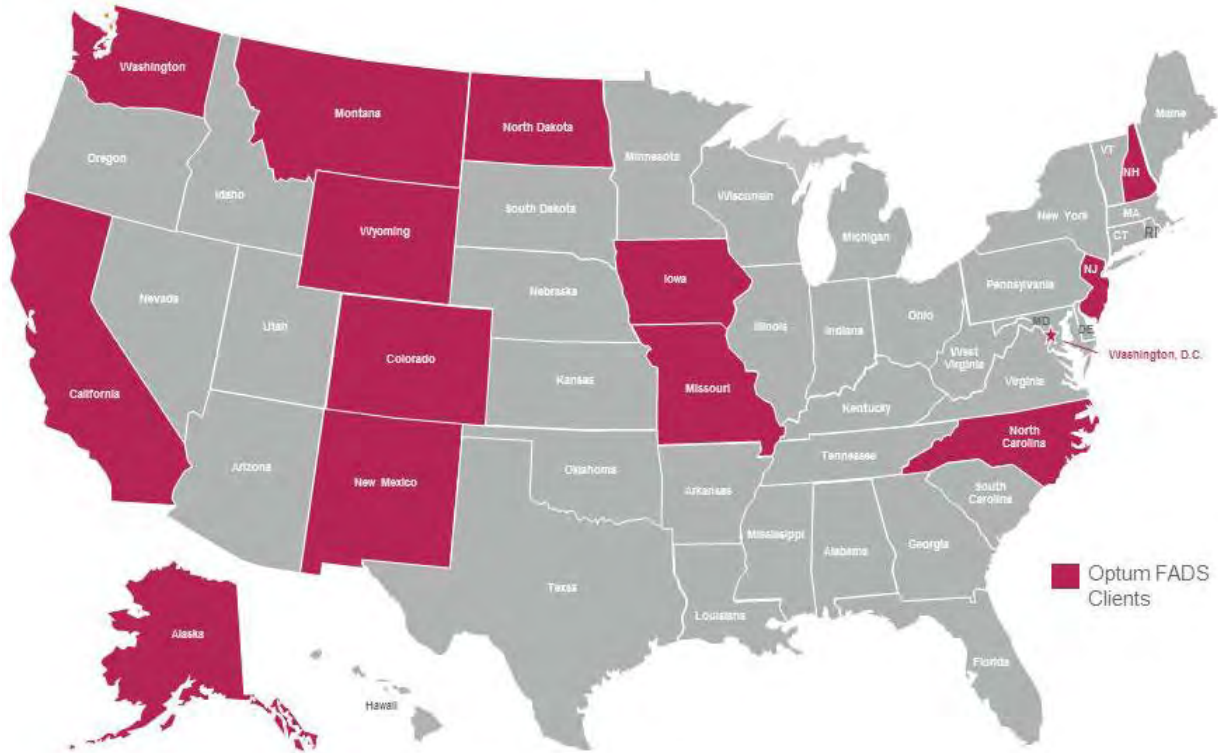 Washington
Montana
North Dakota
Minnesota
Maine
VT
NH
Oregon
Idaho
South Dakota
Wisconsin
Michigan
New York
MA
CT
RI
Wyoming
Iowa
Nebraska
Pennsylvania
NJ
Nevada
Utah
Colorado
Illinois
Indiana
Ohio
MD
DE
Washington, D.C.
West
Virginia
Virginia
California
Kansas
Missouri
Kentucky
North
Carolina
Tennessee
Arizona
New Mexico
Oklahoma
Arkansas
South
Carolina
Mississippi
Alabama
Georgia
Texas
Louisiana
Optum FADS
Clients
Florida
Alaska
Hawaii